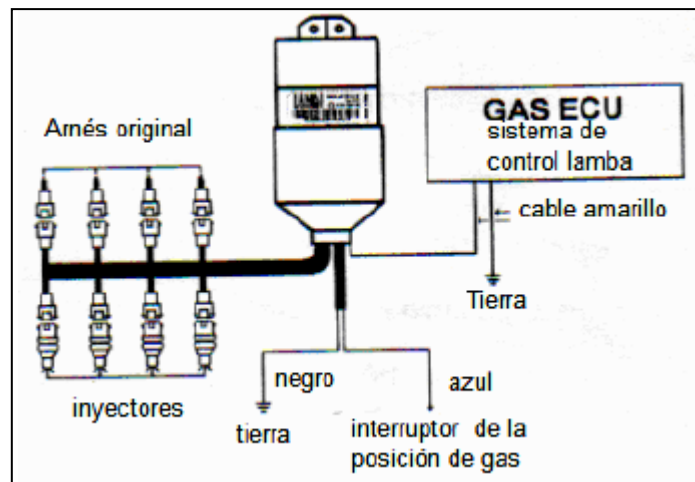 Arnés original
GAS ECU
sistema de
control lamba
cable amarillo
Tierra
negro
azul
inyectores
tierra
interruptor de la
posición de gas